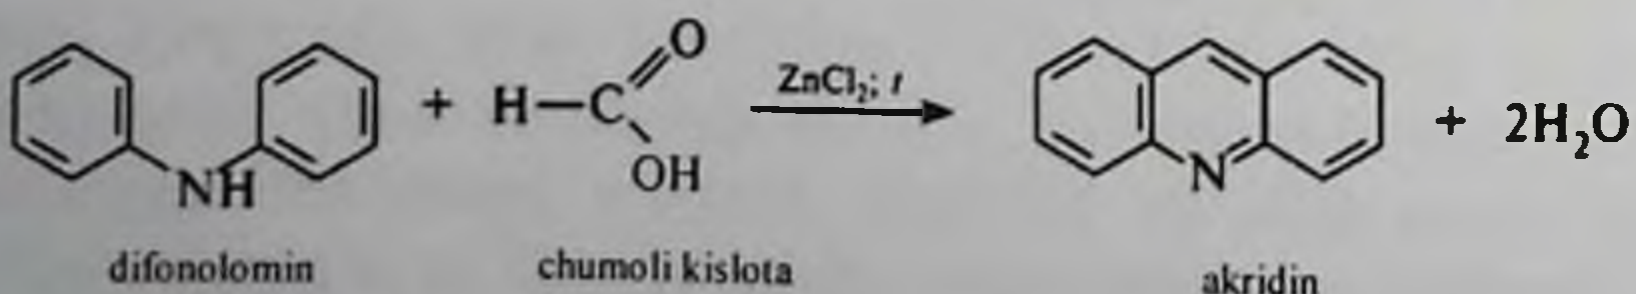 NH + H—C O OH ZnCl₂; t N + 2H₂O
difonolomin chumoli kislota akridin